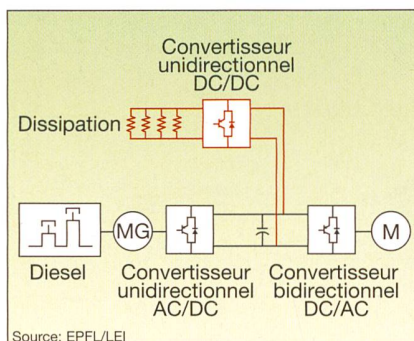 Convertisseur
unidirectionnel
DC/DC
Dissipation
MG
M
Diesel
Convertisseur
unidirectionnel
AC/DC
Convertisseur
bidirectionnel
DC/AC
Source: EPFL/LEI